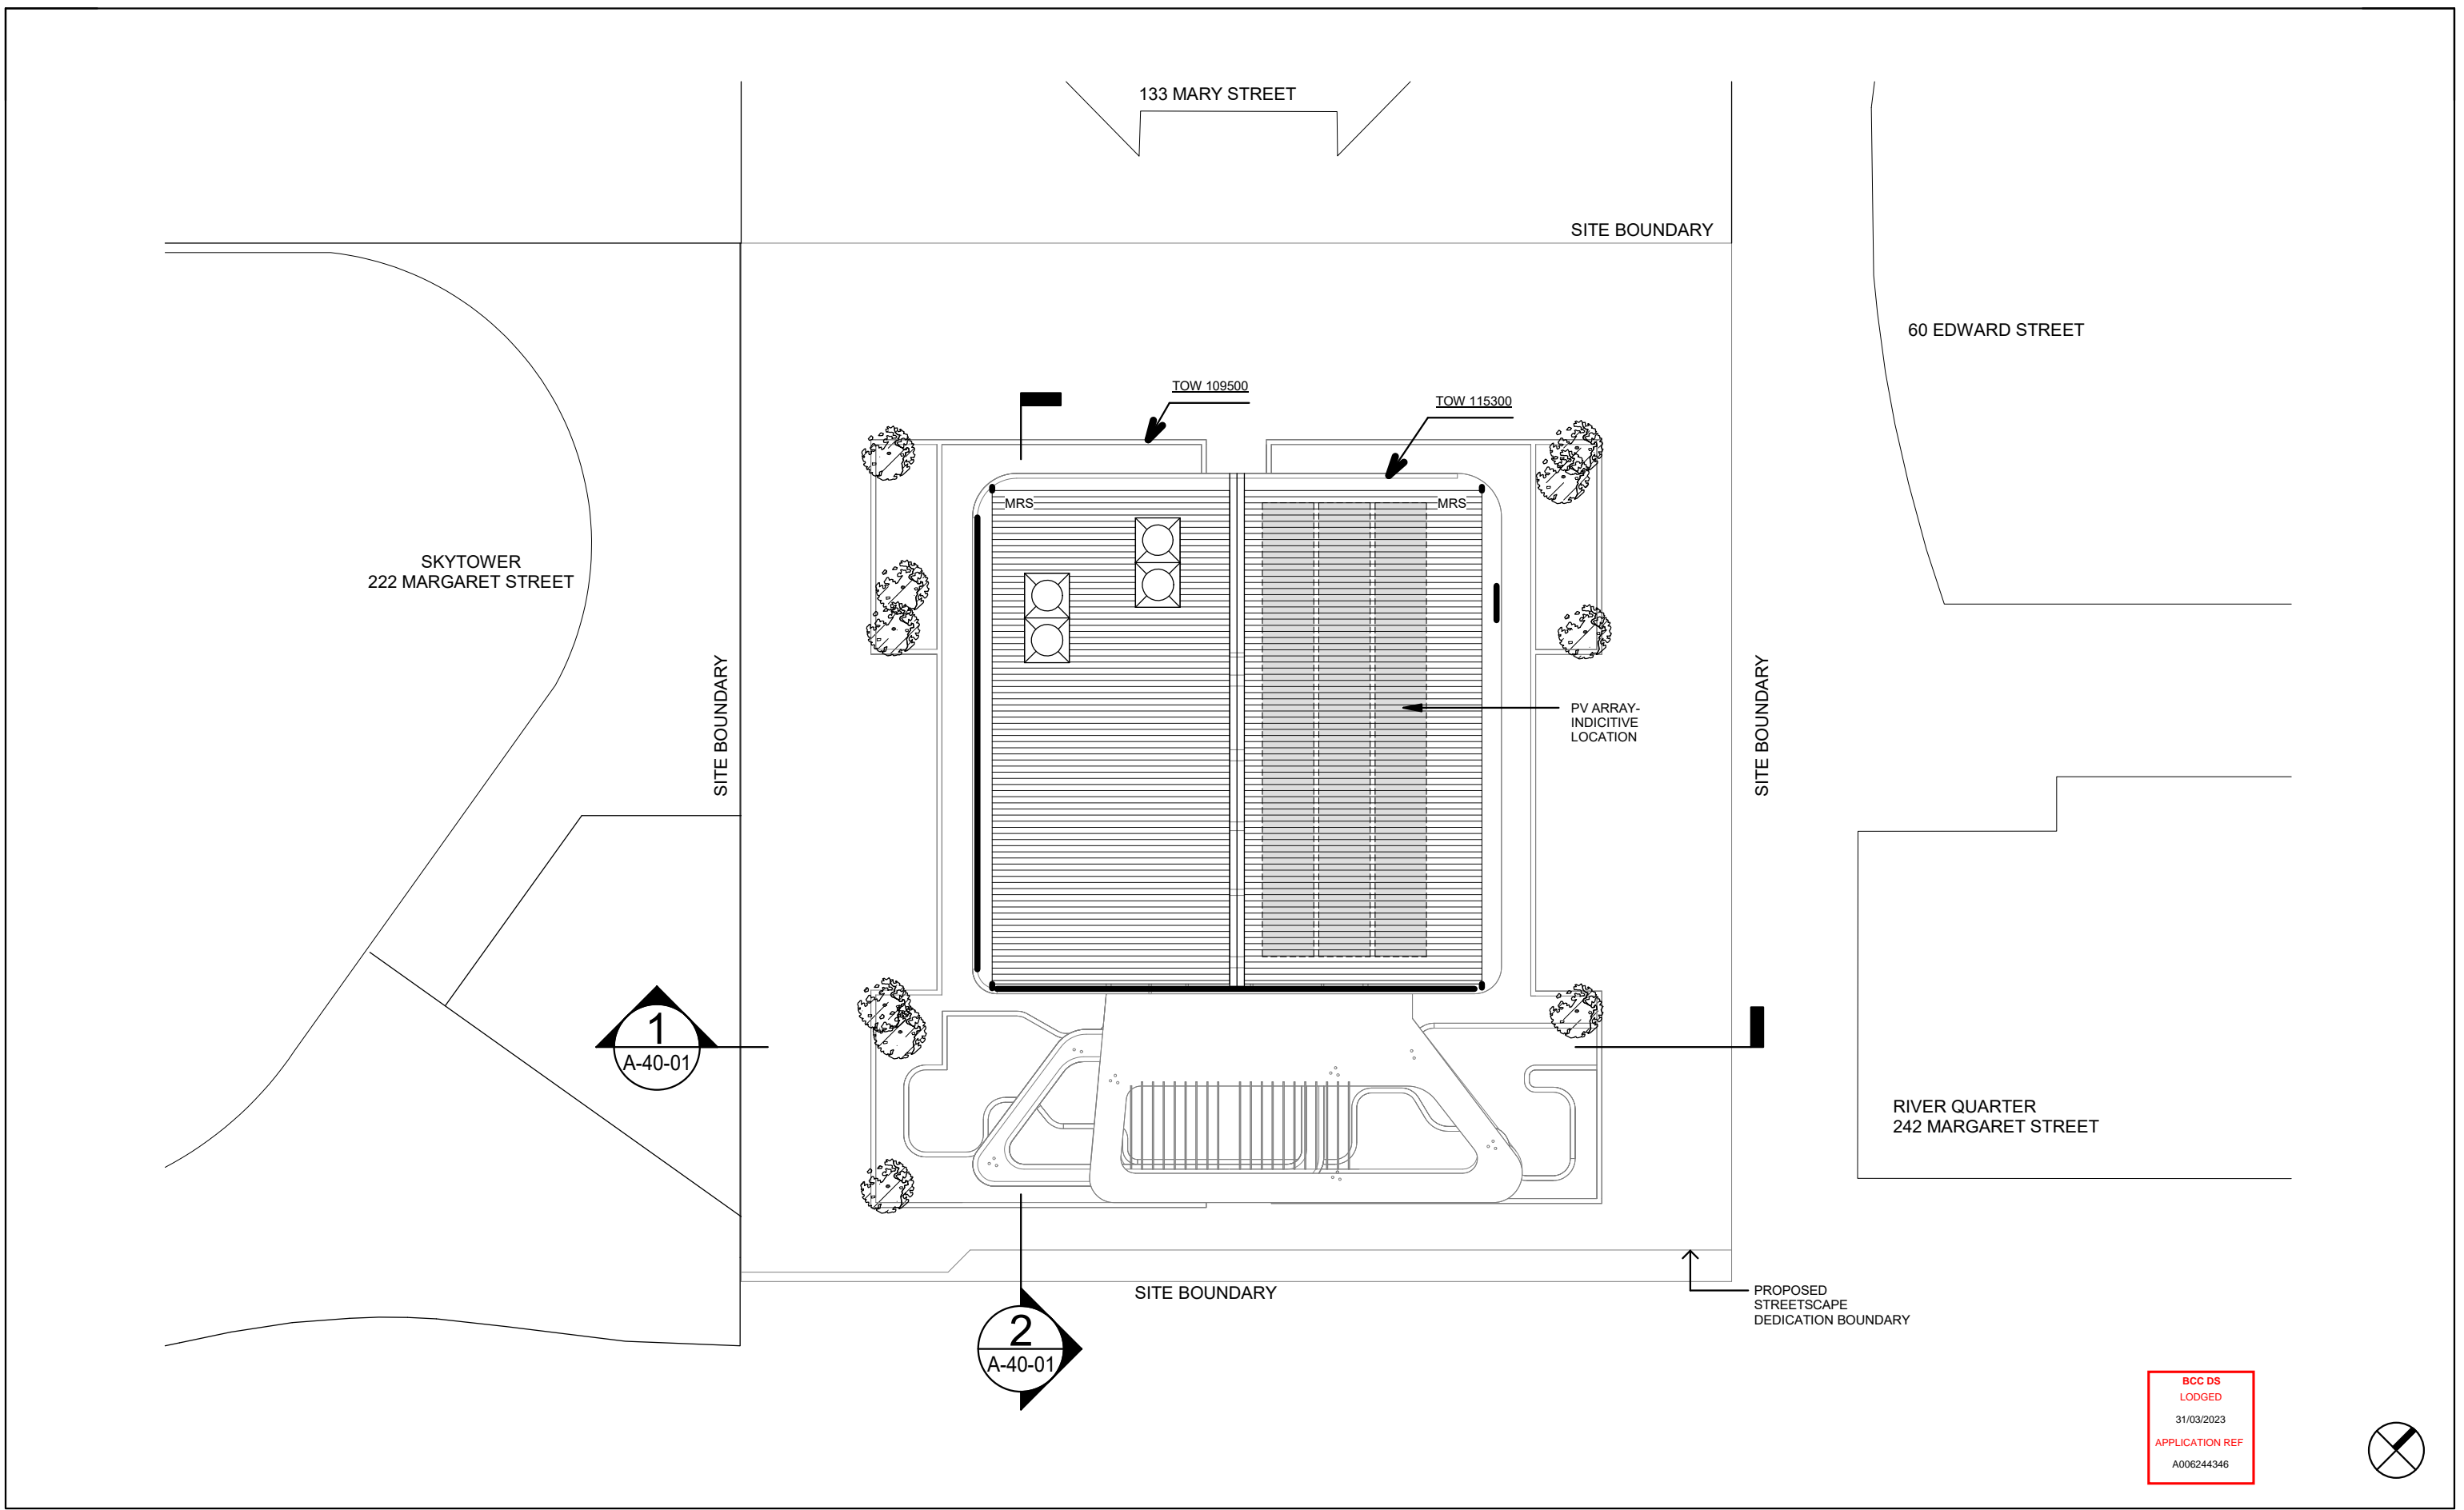 133 MARY STREET
SITE BOUNDARY
60 EDWARD STREET
TOW 109500
TOW 115300
MRS
MRS
SKYTOWER
222 MARGARET STREET
SITE BOUNDARY
SITE BOUNDARY
PV ARRAY-
INDICITIVE
LOCATION
1
A-40-01
RIVER QUARTER
242 MARGARET STREET
SITE BOUNDARY
PROPOSED
STREETSCAPE
DEDICATION BOUNDARY
2
A-40-01
BCC DS
LODGED
31/03/2023
APPLICATION REF
A006244346